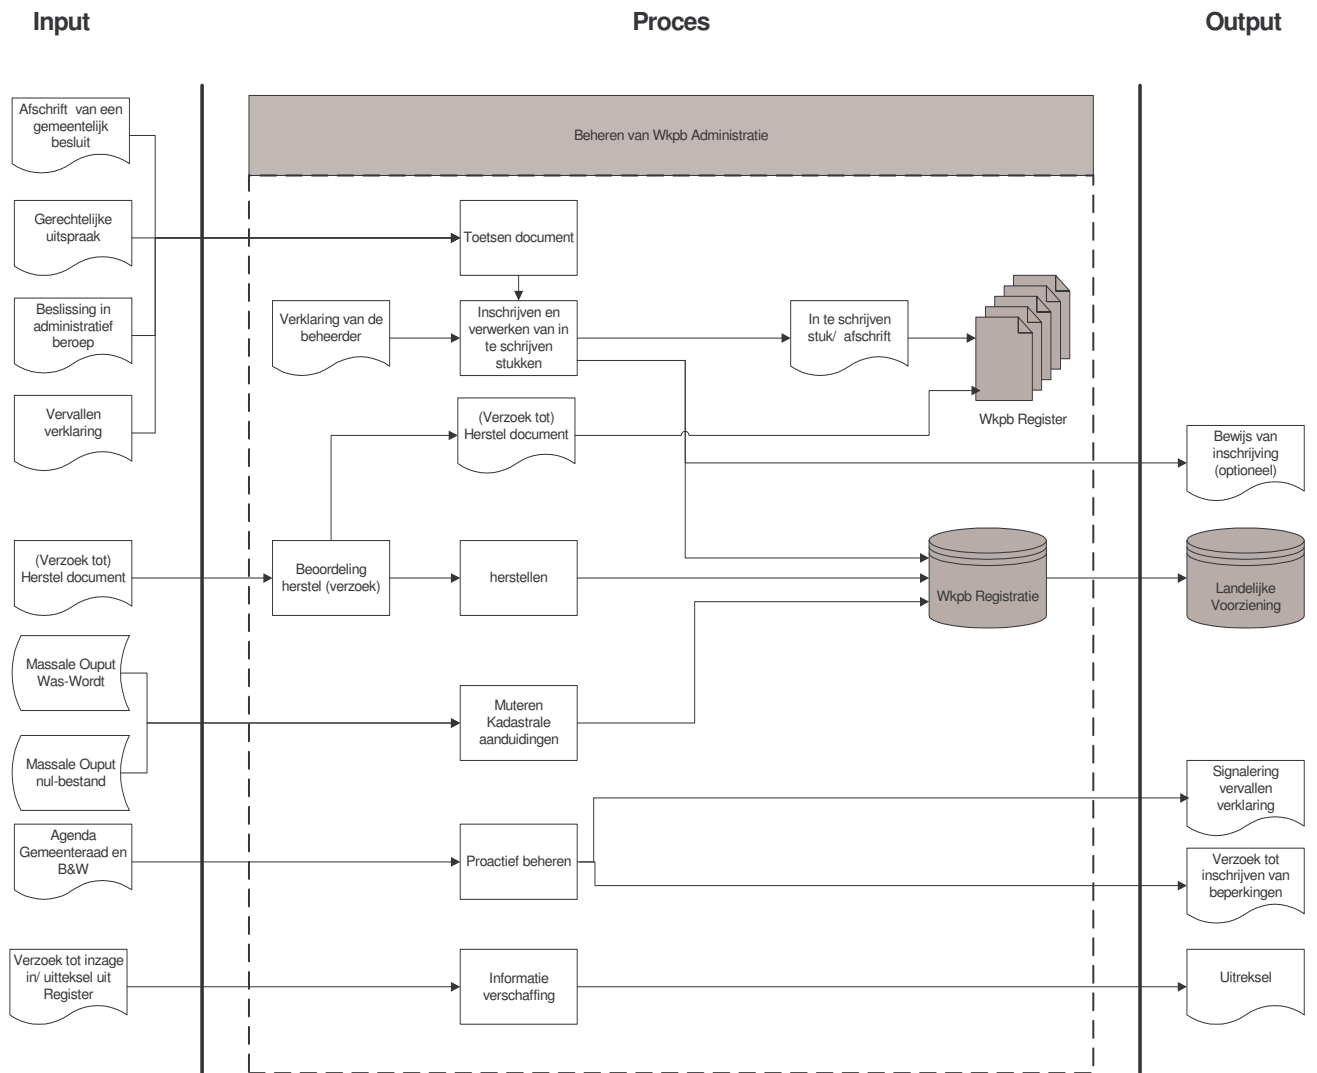 Input
Proces
Output
Afschrift van een
gemeentelijk
besluit
Beheren van Wkpb Administratie
Gerechtelijke
uitspraak
Toetsen document
Beslissing in
administratief
beroep
Verklaring van de
beheerder
Inschrijven en
verwerken van in
te schrijven
stukken
In te schrijven
stuk/ afschrift
Wkpb Register
Vervallen
verklaring
(Verzoek tot)
Herstel document
Bewijs van
inschrijving
(optioneel)
(Verzoek tot)
Herstel document
Beoordeling
herstel (verzoek)
herstellen
Wkpb Registratie
Landelijke
Voorziening
Massale Ouput
Was-Wordt
Muteren
Kadastrale
aanduidingen
Massale Ouput
nul-bestand
Signalering
vervallen
verklaring
Agenda
Gemeenteraad en
B&W
Proactief beheren
Verzoek tot
inschrijven van
beperkingen
Verzoek tot inzage
in/ uitteksel uit
Register
Informatie
verschaffing
Uitreksel